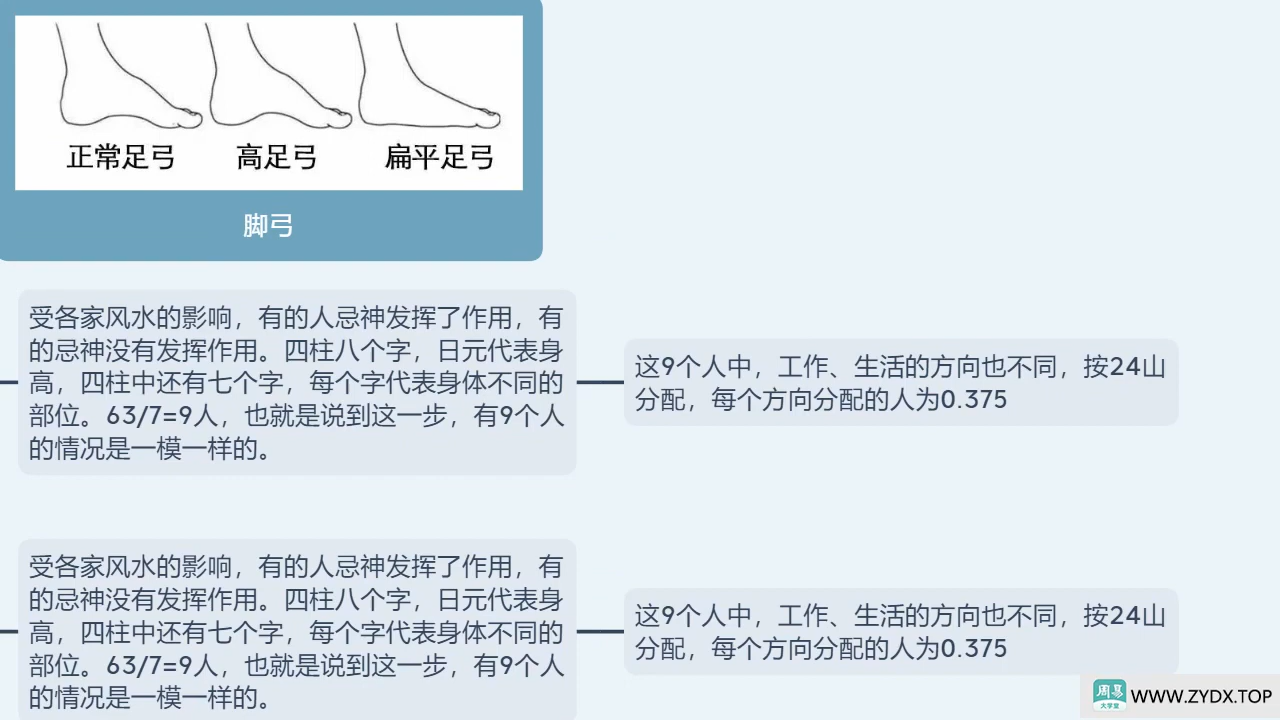 正常足弓 高足弓 扁平足弓
脚弓
受各家风水的影响，有的人忌神发挥了作用，有
的忌神没有发挥作用。四柱八个字，日元代表身
高，四柱中还有七个字，每个字代表身体不同的
部位。63/7=9人，也就是说到这一步，有9个人
的情况是一模一样的。
这9个人中，工作、生活的方向也不同，按24山
分配，每个方向分配的人为0.375
受各家风水的影响，有的人忌神发挥了作用，有
的忌神没有发挥作用。四柱八个字，日元代表身
高，四柱中还有七个字，每个字代表身体不同的
部位。63/7=9人，也就是说到这一步，有9个人
的情况是一模一样的。
这9个人中，工作、生活的方向也不同，按24山
分配，每个方向分配的人为0.375
周易
大学堂
WWW.ZYDX.TOP